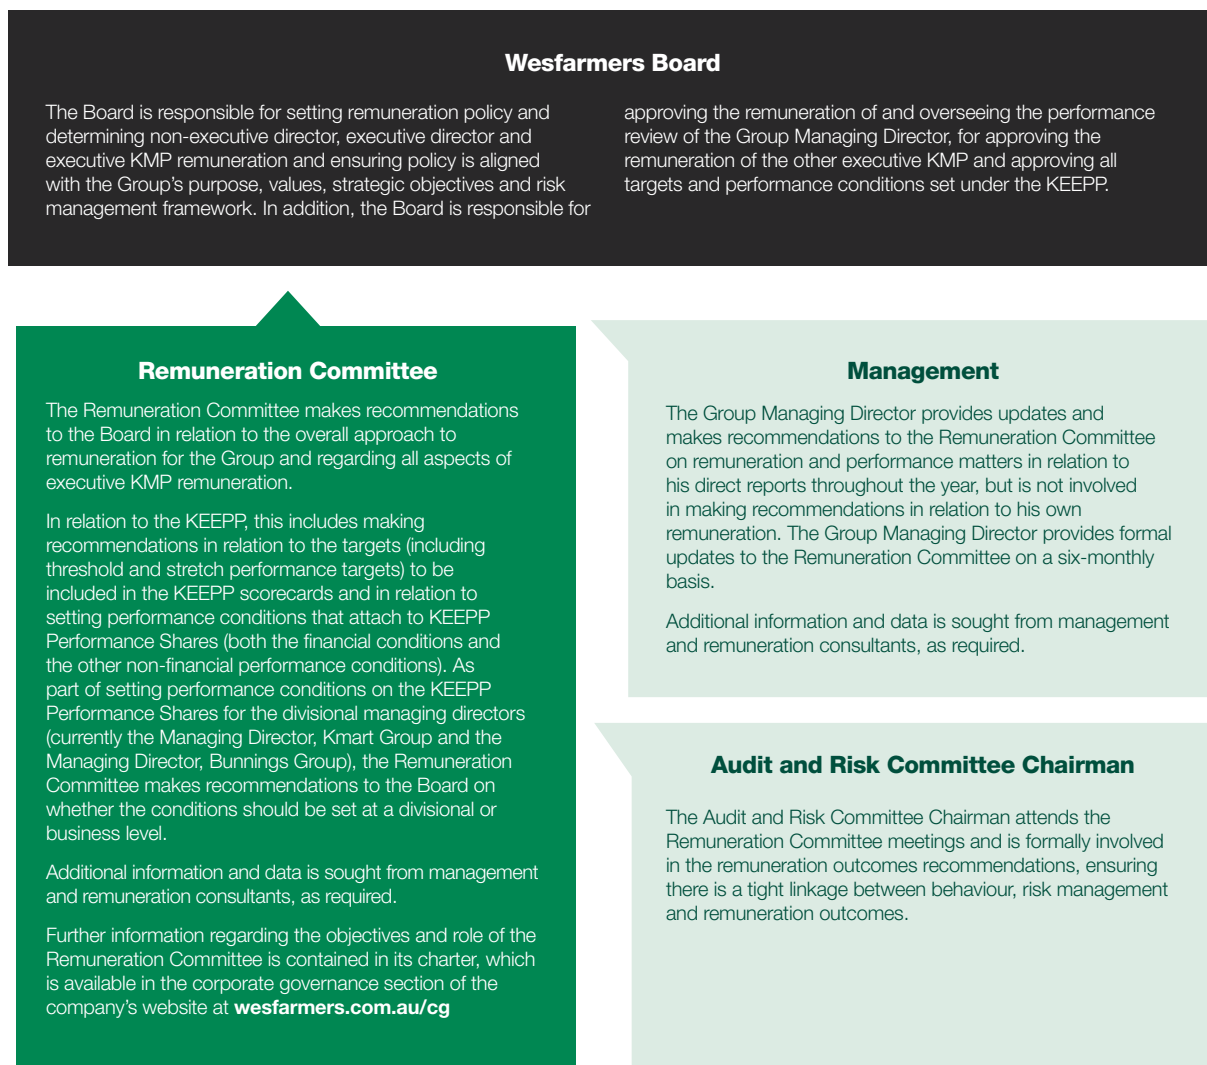 Wesfarmers Board
The Board is responsible for setting remuneration policy and
determining non-executive director, executive director and
executive KMP remuneration and ensuring policy is aligned
with the Group’s purpose, values, strategic objectives and risk
management framework. In addition, the Board is responsible for
approving the remuneration of and overseeing the performance
review of the Group Managing Director, for approving the
remuneration of the other executive KMP and approving all
targets and performance conditions set under the KEEPP.
Remuneration Committee
The Remuneration Committee makes recommendations
to the Board in relation to the overall approach to
remuneration for the Group and regarding all aspects of
executive KMP remuneration.
In relation to the KEEPP, this includes making
recommendations in relation to the targets (including
threshold and stretch performance targets) to be
included in the KEEPP scorecards and in relation to
setting performance conditions that attach to KEEPP
Performance Shares (both the financial conditions and
the other non-financial performance conditions). As
part of setting performance conditions on the KEEPP
Performance Shares for the divisional managing directors
(currently the Managing Director, Kmart Group and the
Managing Director, Bunnings Group), the Remuneration
Committee makes recommendations to the Board on
whether the conditions should be set at a divisional or
business level.
Additional information and data is sought from management
and remuneration consultants, as required.
Further information regarding the objectives and role of the
Remuneration Committee is contained in its charter, which
is available in the corporate governance section of the
company’s website at wesfarmers.com.au/cg
Management
The Group Managing Director provides updates and
makes recommendations to the Remuneration Committee
on remuneration and performance matters in relation to
his direct reports throughout the year, but is not involved
in making recommendations in relation to his own
remuneration. The Group Managing Director provides formal
updates to the Remuneration Committee on a six-monthly
basis.
Additional information and data is sought from management
and remuneration consultants, as required.
Audit and Risk Committee Chairman
The Audit and Risk Committee Chairman attends the
Remuneration Committee meetings and is formally involved
in the remuneration outcomes recommendations, ensuring
there is a tight linkage between behaviour, risk management
and remuneration outcomes.